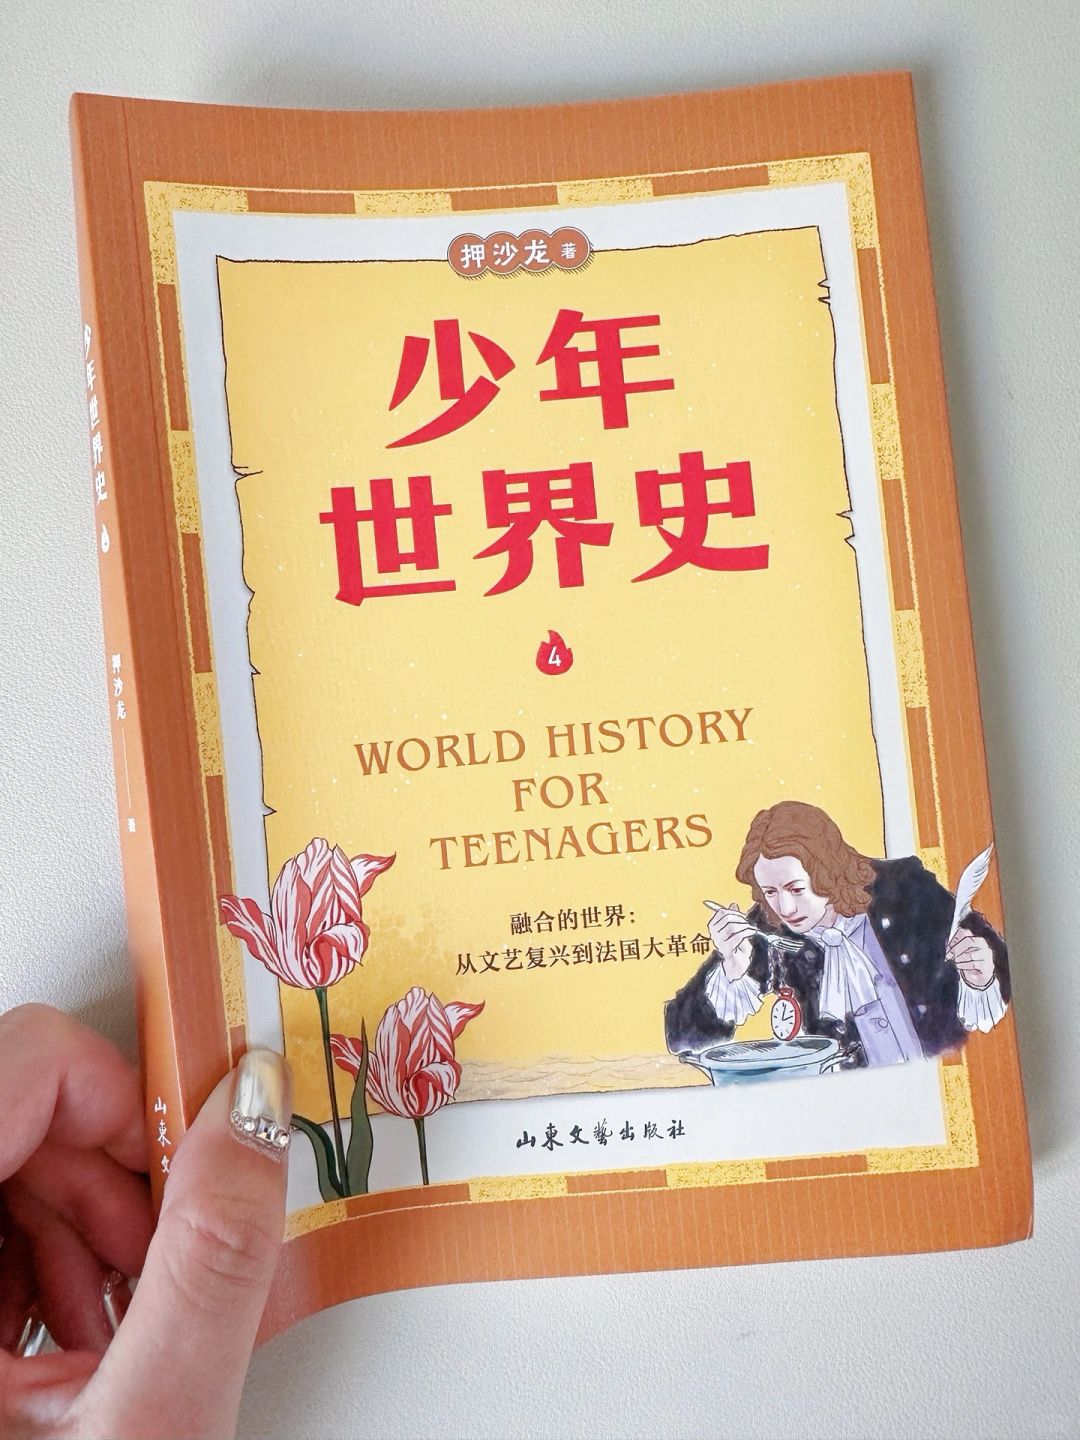 押沙龙 著
少年
世界史
4
WORLD HISTORY
FOR
TEENAGERS
融合的世界：
从文艺复兴到法国大革命
山東文藝出版社
少年世界史 4
押沙龙 著
山東文